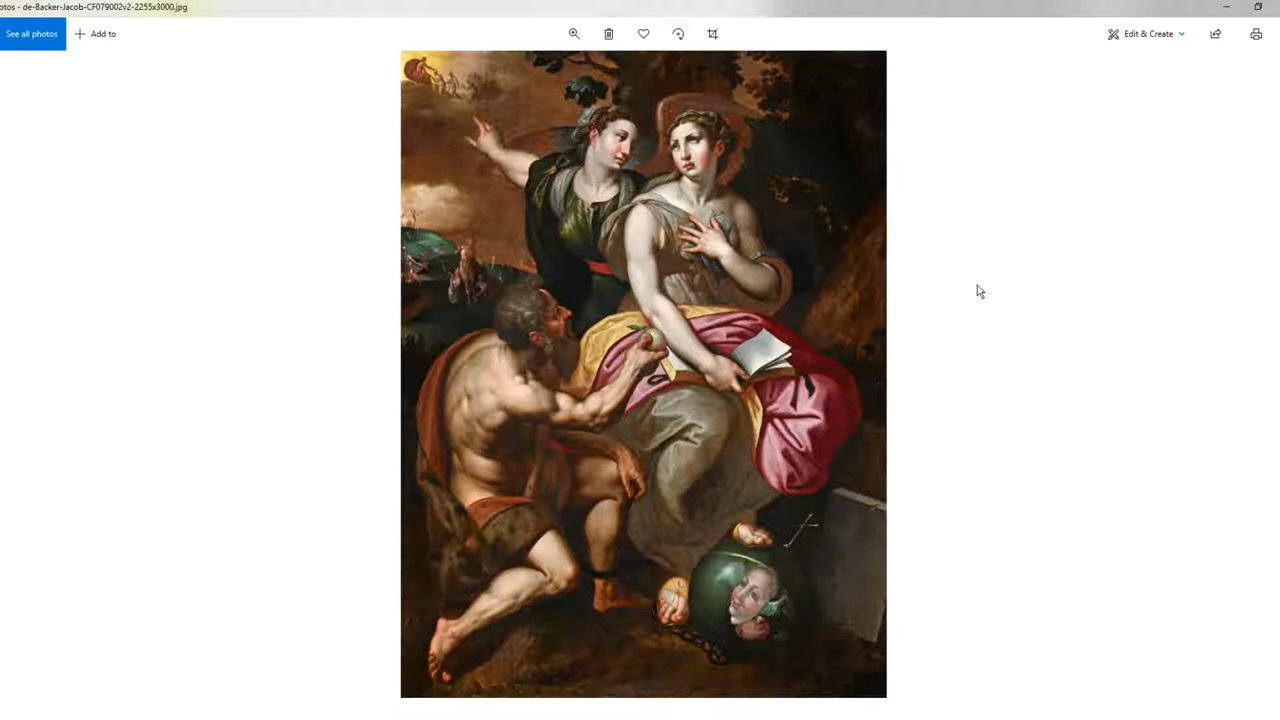 otos - de-Backer-Jacob-CF079002v2-2255x3000.jpg
See all photos
Add to
Edit & Create